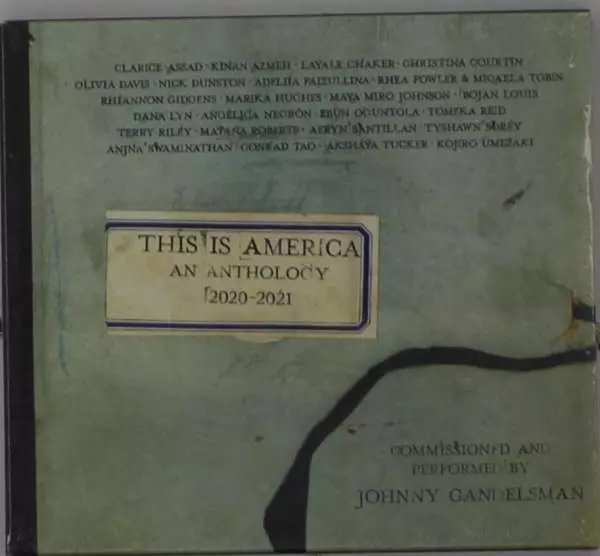 CLARICE ASSAD · KINAN AZMEH · LAYALE CHAKER · CHRISTINA COURTIN
OLIVIA DAVIS · NICK DUNSTON · ADELIIA FAIZULLINA · RHEA FOWLER & MICAELA TOBIN
RHIANNON GIDDENS · MARIKA HUGHES · MAYA MIRO JOHNSON · BOJAN LOUIS
DANA LYN · ANGÉLICA NEGRÓN · EBUN OGUNTOLA · TOMEKA REID
TERRY RILEY · MATANA ROBERTS · AERYN SANTILLAN · TYSHAWN SOREY
ANJNA SWAMINATHAN · CONRAD TAO · AKSHAYA TUCKER · KOJIRO UMEZAKI
THIS IS AMERICA
AN ANTHOLOGY
2020-2021
COMMISSIONED AND
PERFORMED BY
JOHNNY GANDELSMAN